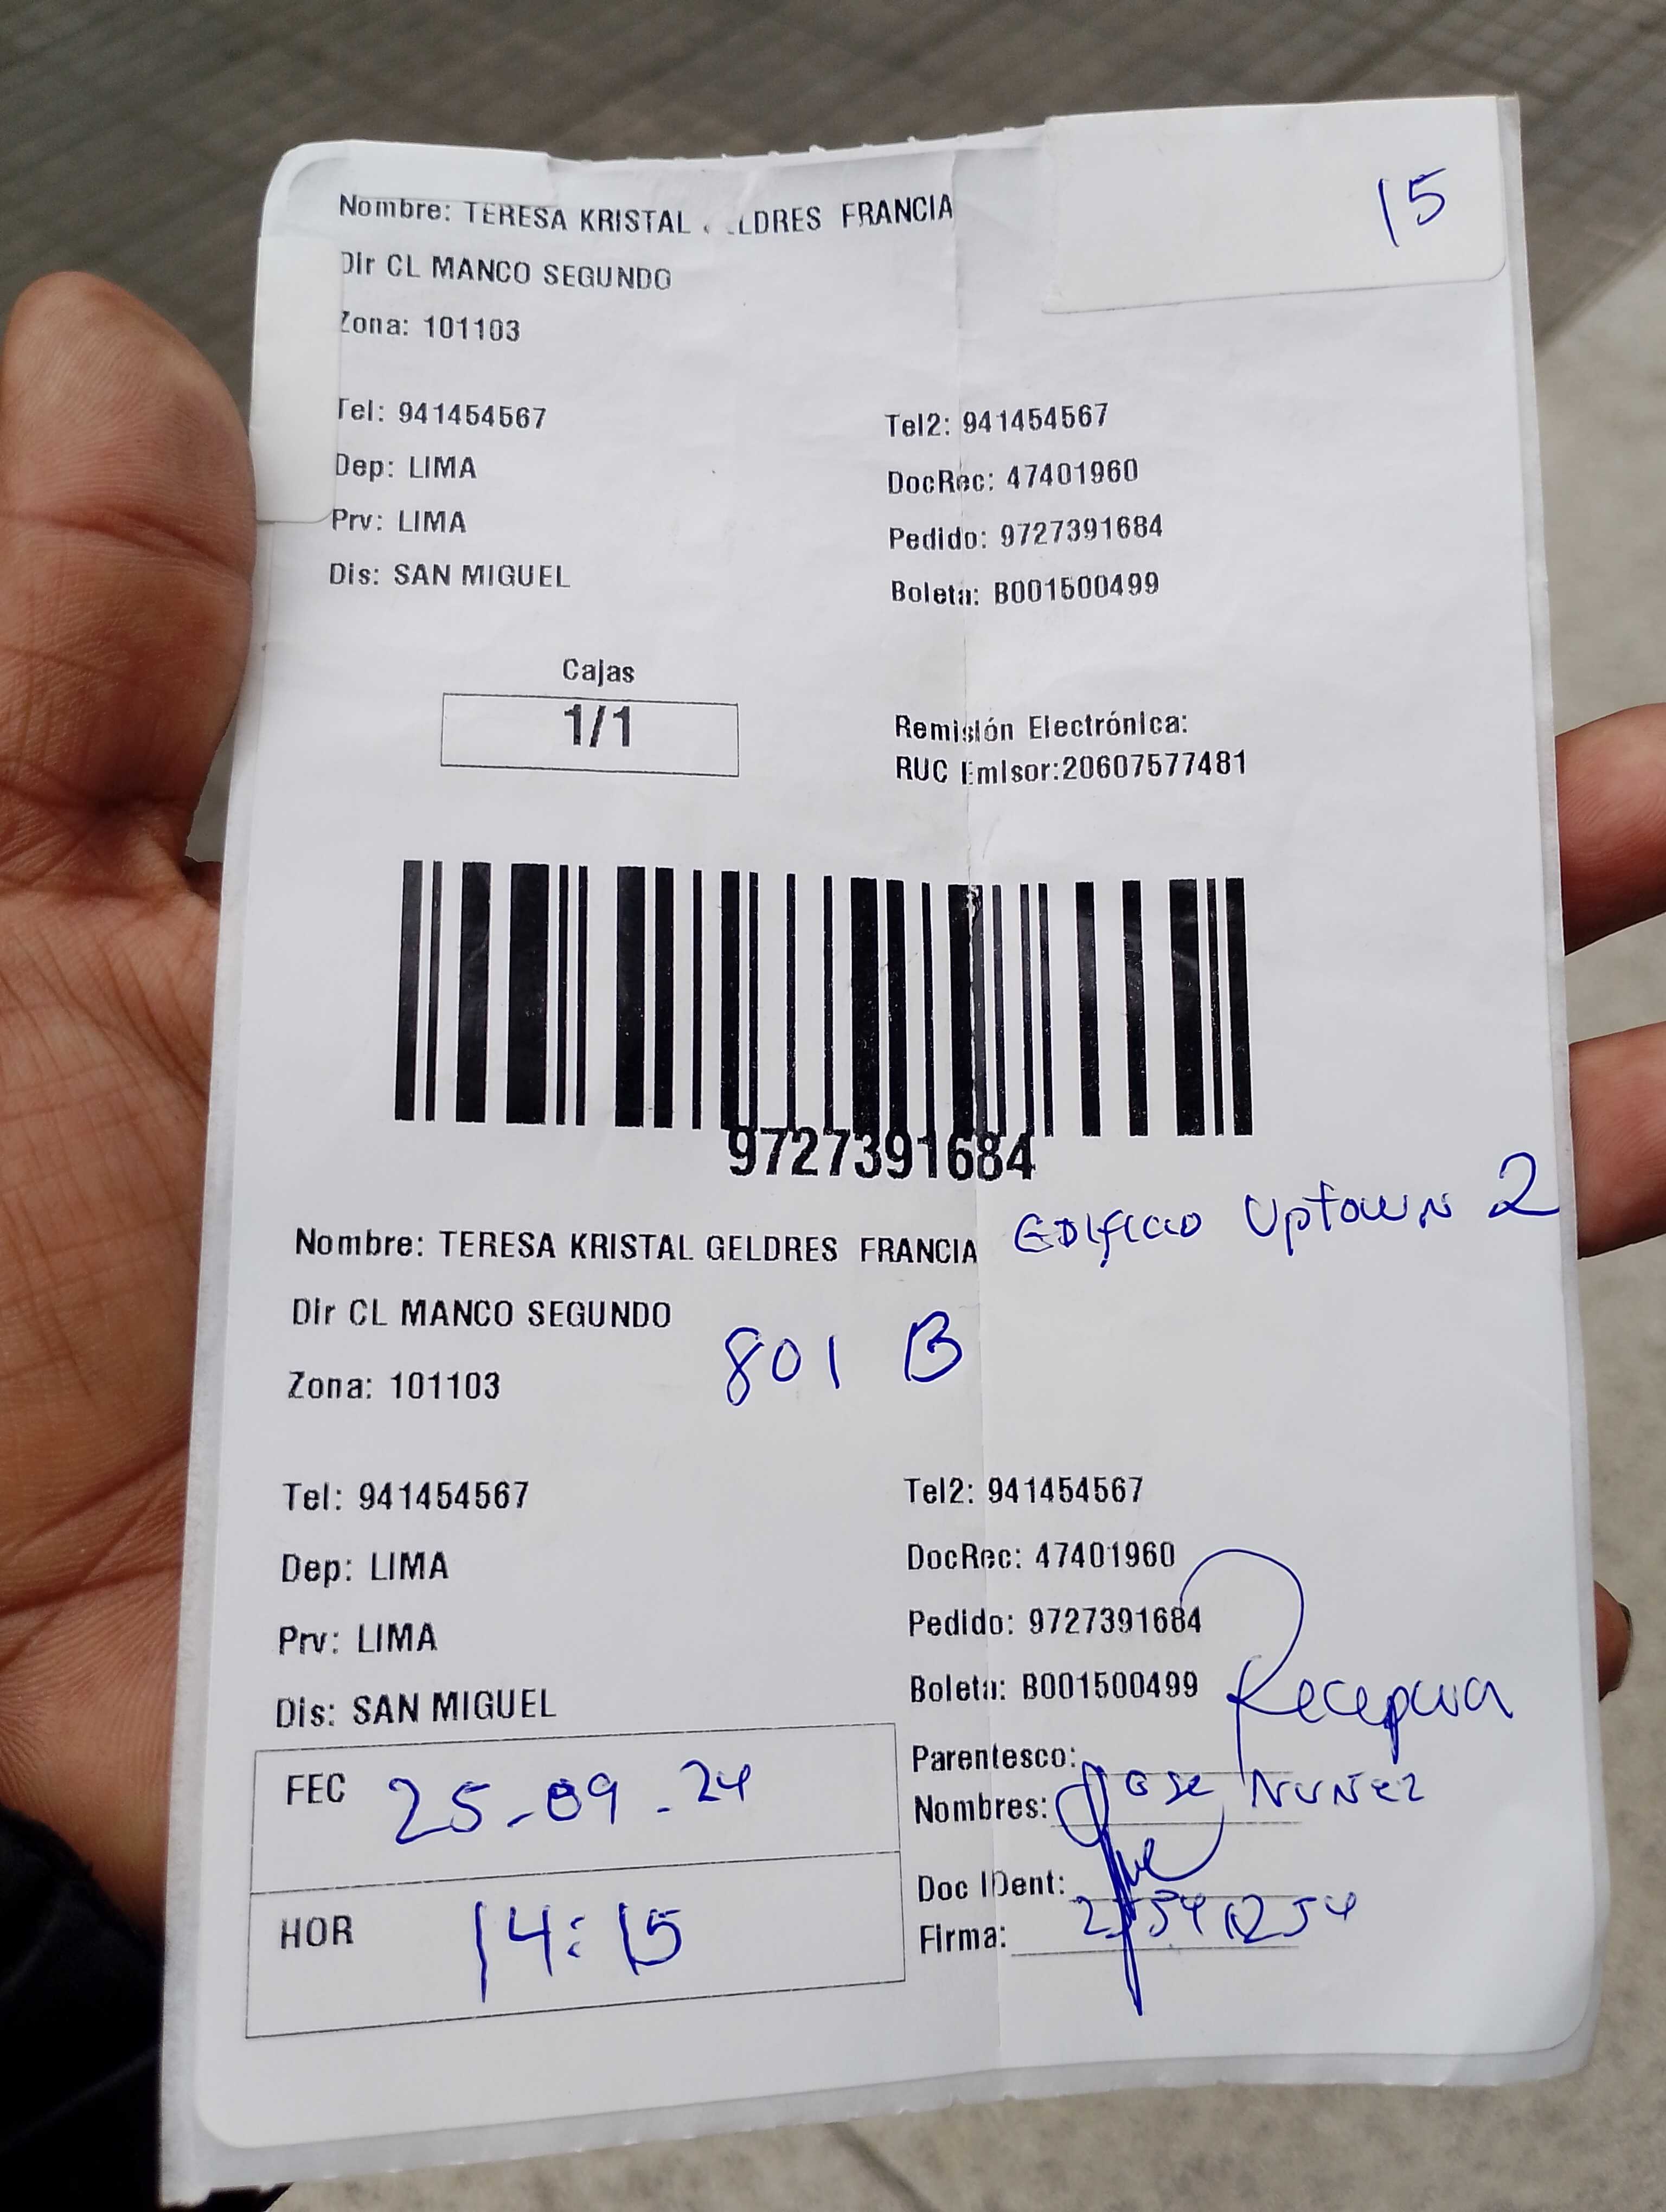 15
Nombre: TERESA KRISTAL LDRES FRANCIA
Dir CL MANCO SEGUNDO
Zona: 101103
Tel: 941454567 Tel2: 941454567
Dep: LIMA DocRec: 47401960
Prv: LIMA Pedido: 9727391684
Dis: SAN MIGUEL Boleta: B001500499
Cajas
1/1
Remisión Electrónica:
RUC Emisor:20607577481
9727391684
Edificio Uptown 2
Nombre: TERESA KRISTAL GELDRES FRANCIA
Dir CL MANCO SEGUNDO
801 B
Zona: 101103
Tel: 941454567 Tel2: 941454567
Dep: LIMA DocRec: 47401960
Prv: LIMA Pedido: 9727391684
Dis: SAN MIGUEL Boleta: B001500499
FEC 25-09-24 Parentesco:
Nombres: Jose Nuñez
HOR 14:15 Doc IDent:
Firma: